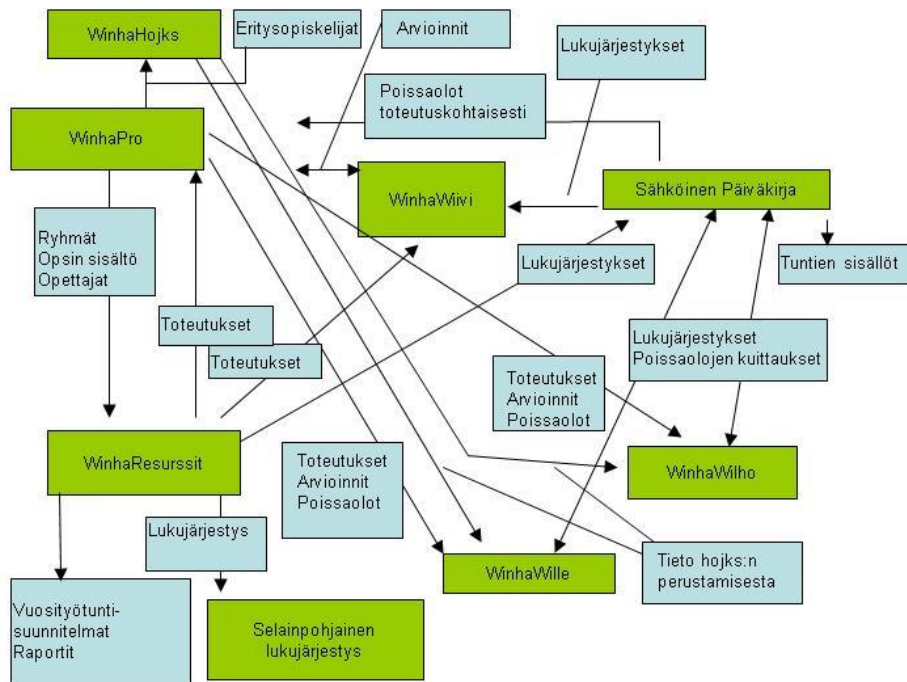 WinhaHojks
Eritysopiskelijat
Arvioinnit
Lukujärjestykset
Poissaolot
toteutuskohtaisesti
WinhaPro
WinhaWiivi
Sähköinen Päiväkirja
Ryhmät
Opsin sisältö
Opettajat
Lukujärjestykset
Tuntien sisällöt
Toteutukset
Toteutukset
Lukujärjestykset
Poissaolojen kuittaukset
Toteutukset
Arvioinnit
Poissaolot
WinhaResurssit
Toteutukset
Arvioinnit
Poissaolot
WinhaWilho
Lukujärjestys
WinhaWille
Tieto hojks:n
perustamisesta
Vuosityötunti-
suunnitelmat
Raportit
Selainpohjainen
lukujärjestys